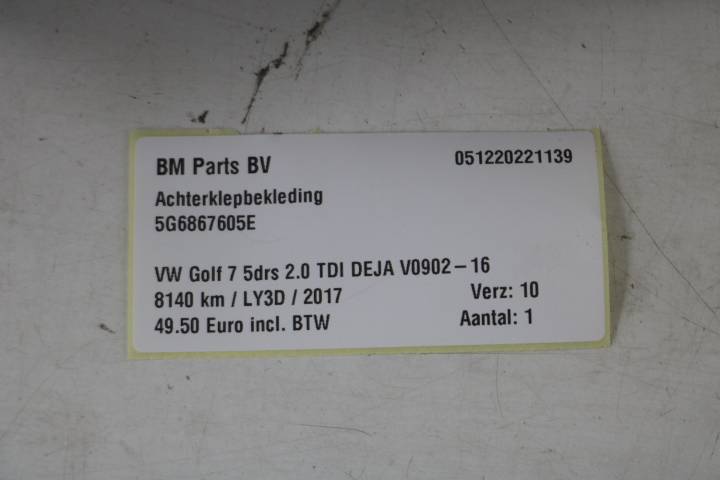 BM Parts BV 051220221139
Achterklepbekleding
5G6867605E
VW Golf 7 5drs 2.0 TDI DEJA V0902-16
8140 km / LY3D / 2017 Verz: 10
49.50 Euro incl. BTW Aantal: 1